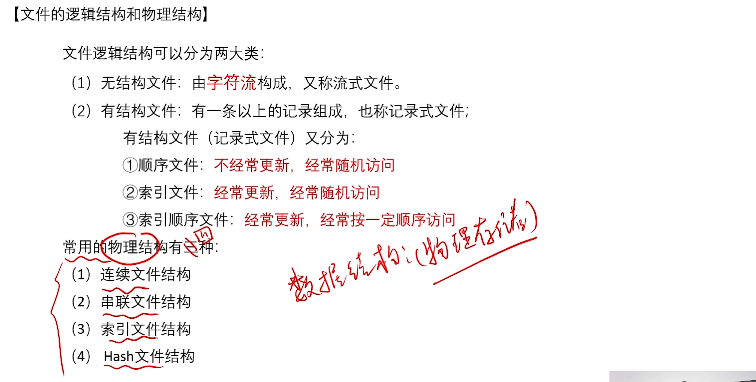 【文件的逻辑结构和物理结构】
文件逻辑结构可以分为两大类：
（1）无结构文件：由字符流构成，又称流式文件。
（2）有结构文件：有一条以上的记录组成，也称记录式文件；
有结构文件（记录式文件）又分为：
①顺序文件：不经常更新，经常随机访问
②索引文件：经常更新，经常随机访问
③索引顺序文件：经常更新，经常按一定顺序访问
常用的物理结构有三种：
四
数据结构：（物理存储）
（1）连续文件结构
（2）串联文件结构
（3）索引文件结构
（4） Hash文件结构